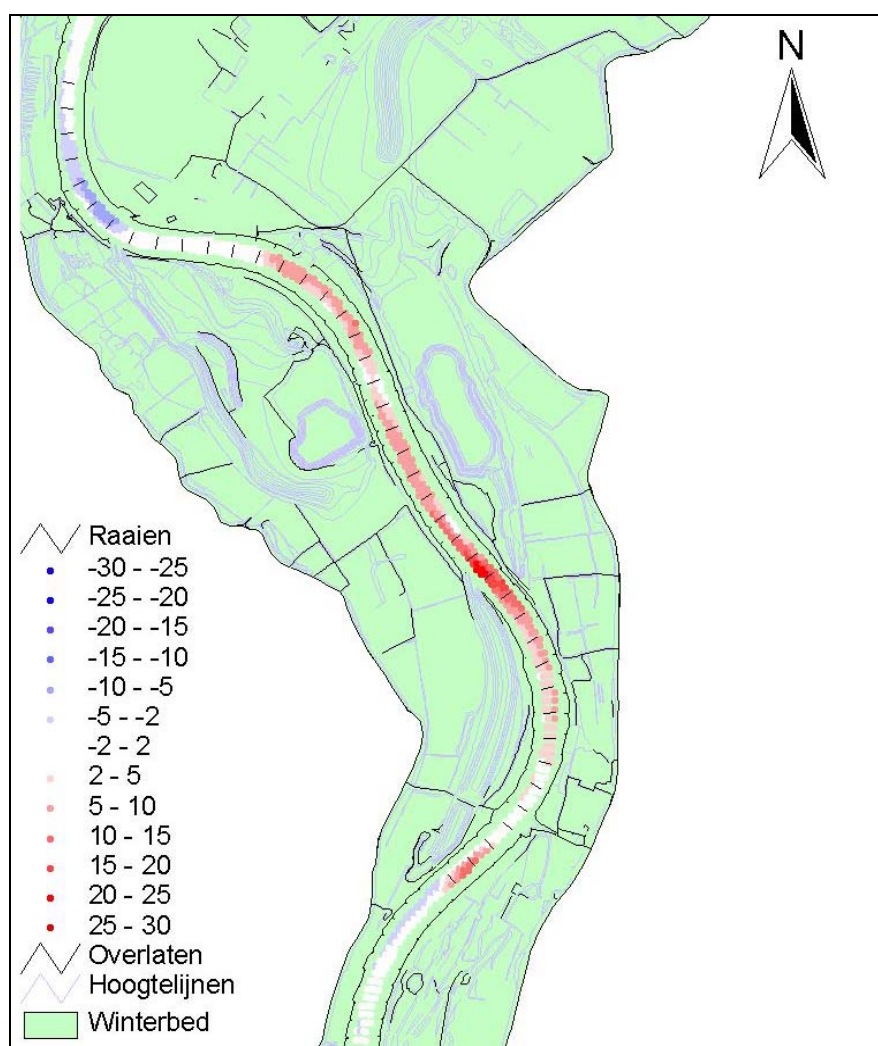 N
Raaien
-30 - -25
-25 - -20
-20 - -15
-15 - -10
-10 - -5
-5 - -2
-2 - 2
2 - 5
5 - 10
10 - 15
15 - 20
20 - 25
25 - 30
Overlaten
Hoogtelijnen
Winterbed